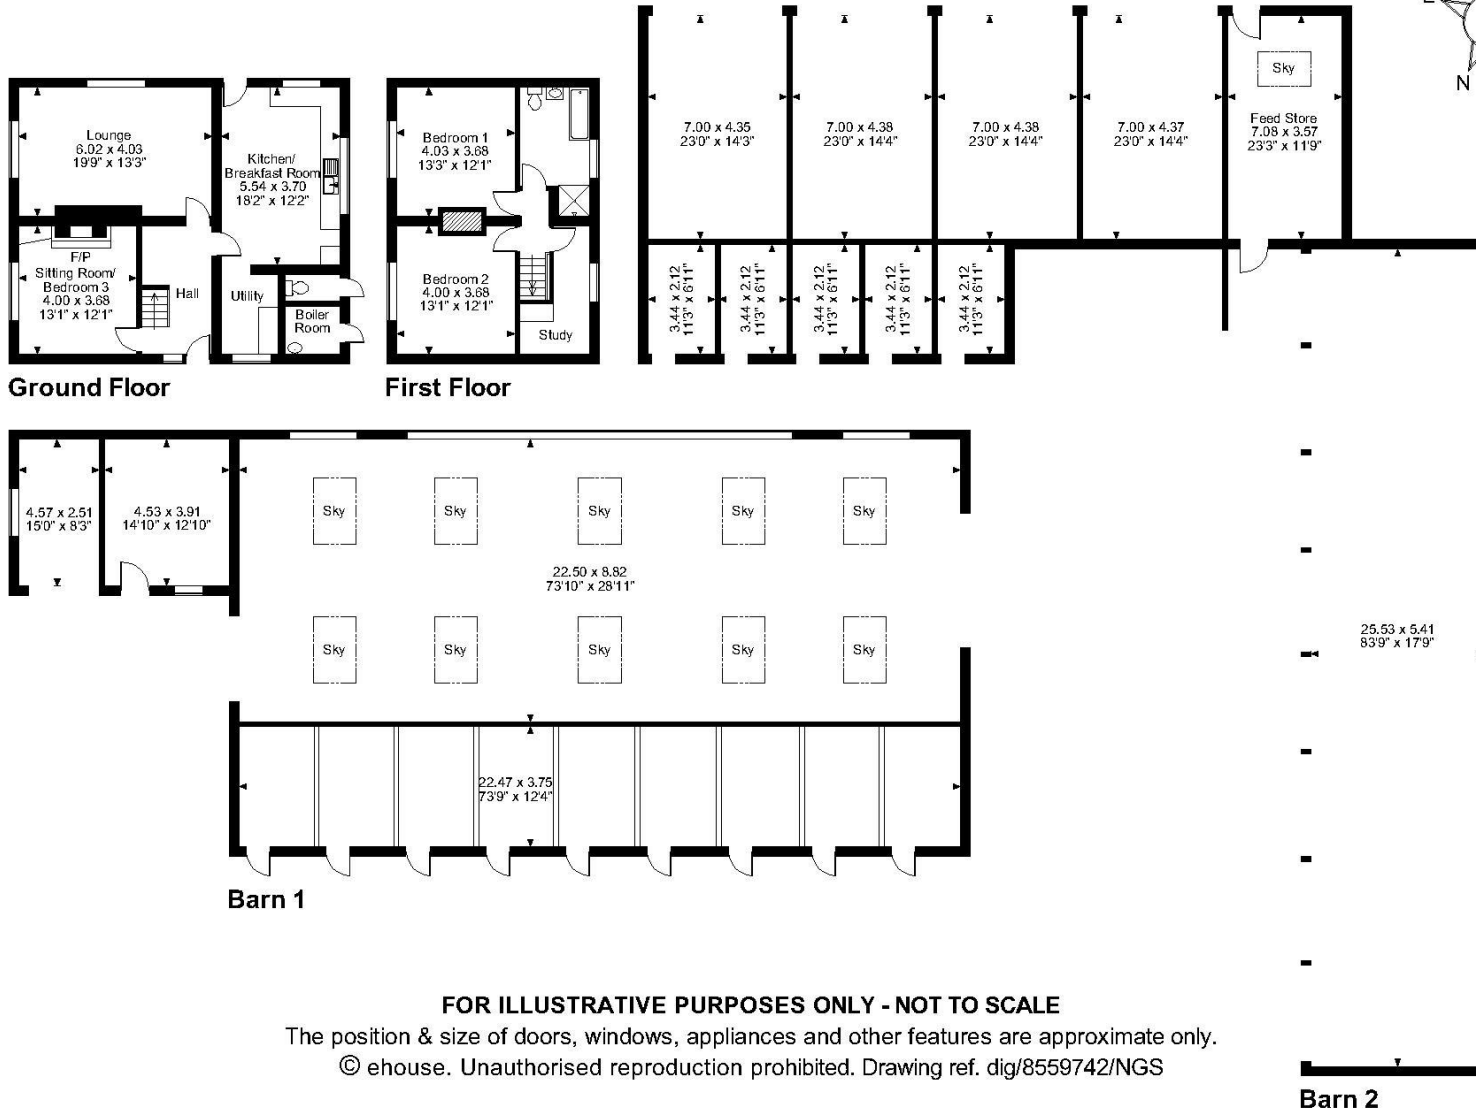 Lounge
6.02 x 4.03
19'9" x 13'3"
Kitchen/
Breakfast Room
5.54 x 3.70
18'2" x 12'2"
F/P
Sitting Room/
Bedroom 3
4.00 x 3.68
13'1" x 12'1"
Hall
Utility
Boiler
Room
Ground Floor
Bedroom 1
4.03 x 3.68
13'3" x 12'1"
Bedroom 2
4.00 x 3.68
13'1" x 12'1"
Study
First Floor
7.00 x 4.35
23'0" x 14'3"
7.00 x 4.38
23'0" x 14'4"
7.00 x 4.38
23'0" x 14'4"
7.00 x 4.37
23'0" x 14'4"
Sky
Feed Store
7.08 x 3.57
23'3" x 11'9"
N
3.44 x 2.12
11'3" x 6'11"
3.44 x 2.12
11'3" x 6'11"
3.44 x 2.12
11'3" x 6'11"
3.44 x 2.12
11'3" x 6'11"
3.44 x 2.12
11'3" x 6'11"
4.57 x 2.51
15'0" x 8'3"
4.53 x 3.91
14'10" x 12'10"
Sky
Sky
Sky
Sky
Sky
22.50 x 8.82
73'10" x 28'11"
Sky
Sky
Sky
Sky
Sky
22.47 x 3.75
73'9" x 12'4"
Barn 1
25.53 x 5.41
83'9" x 17'9"
Barn 2
FOR ILLUSTRATIVE PURPOSES ONLY - NOT TO SCALE
The position & size of doors, windows, appliances and other features are approximate only.
© ehouse. Unauthorised reproduction prohibited. Drawing ref. dig/8559742/NGS